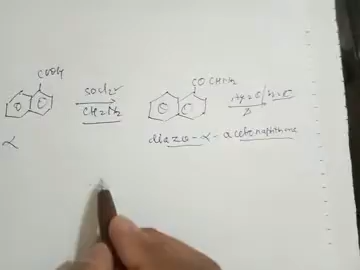 COOH
SOCl2
CH2N2
COCHN2
Δ
α
diazo-α-acetonaphthone